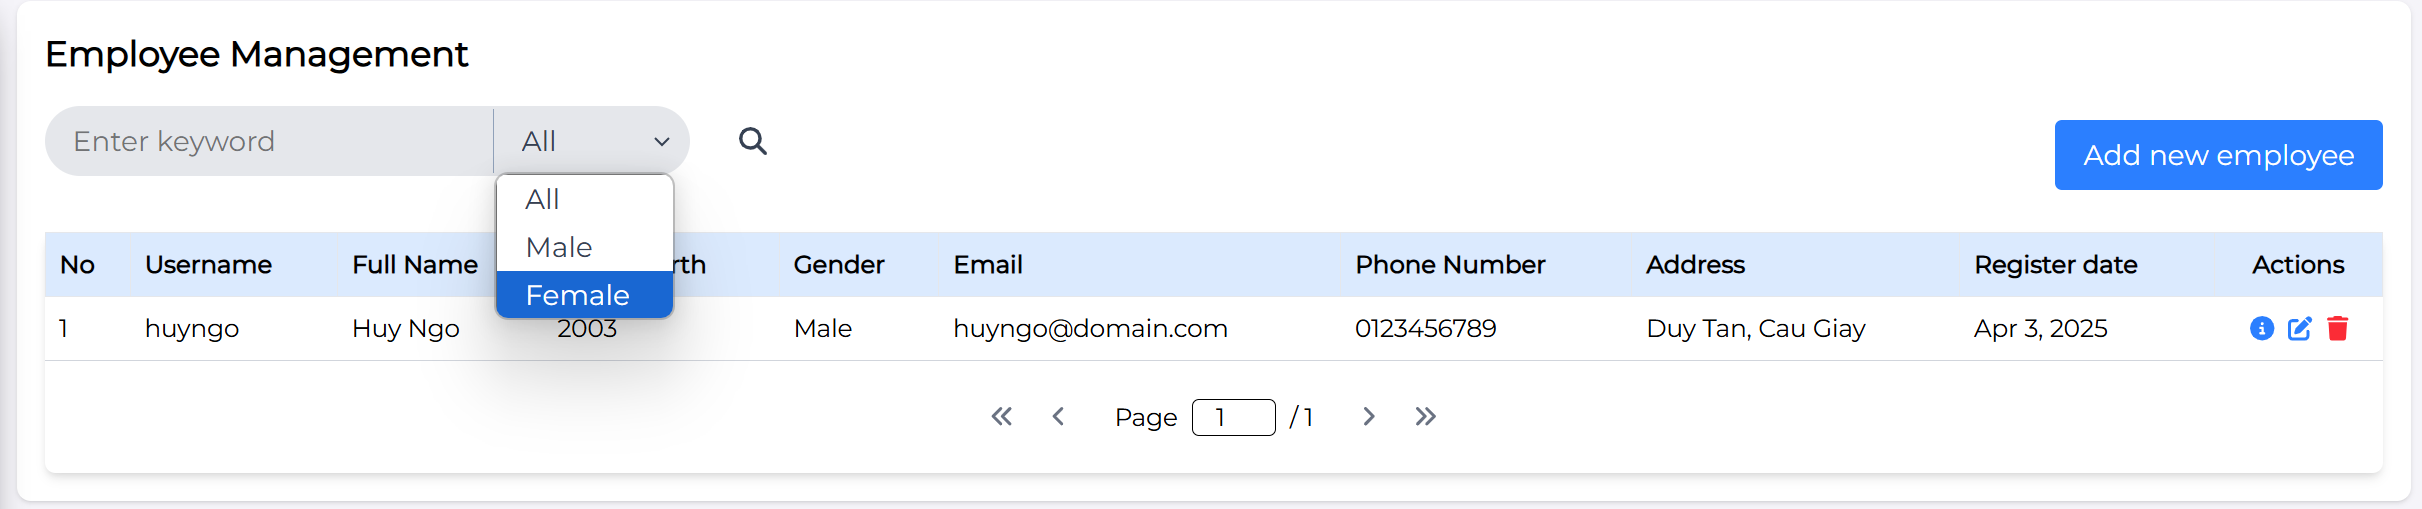 Employee Management
Enter keyword All
Add new employee
All
Male
Female
No Username Full Name Gender Email Phone Number Address Register date Actions
1 huyngo Huy Ngo 2003 Male huyngo@domain.com 0123456789 Duy Tan, Cau Giay Apr 3, 2025
Page 1 / 1